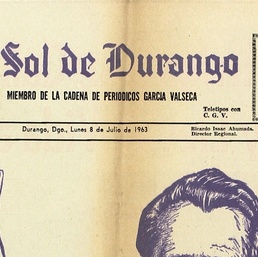 Sol de Durango
MIEMBRO DE LA CADENA DE PERIODICOS GARCIA VALSECA
Teletipos con
C. G. V.
Durango, Dgo., Lunes 8 de Julio de 1963
Ricardo Isaac Ahumada.
Director Regional.